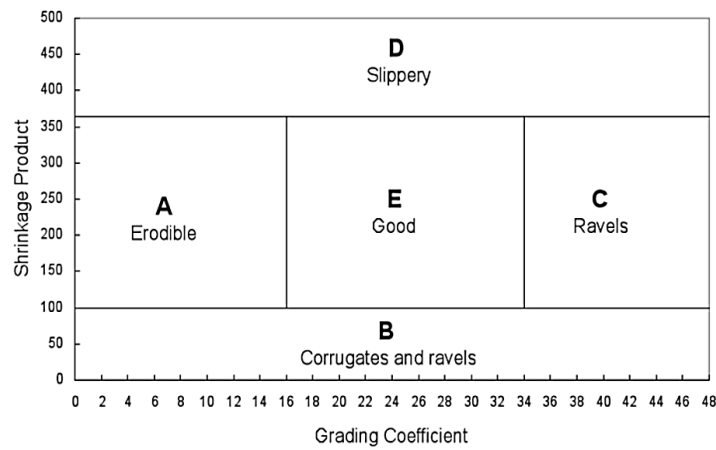 500
450
400
350
300
250
200
150
100
50
0
Shrinkage Product
D
Slippery
A
Erodible
E
Good
C
Ravels
B
Corrugates and ravels
0 2 4 6 8 10 12 14 16 18 20 22 24 26 28 30 32 34 36 38 40 42 44 46 48
Grading Coefficient